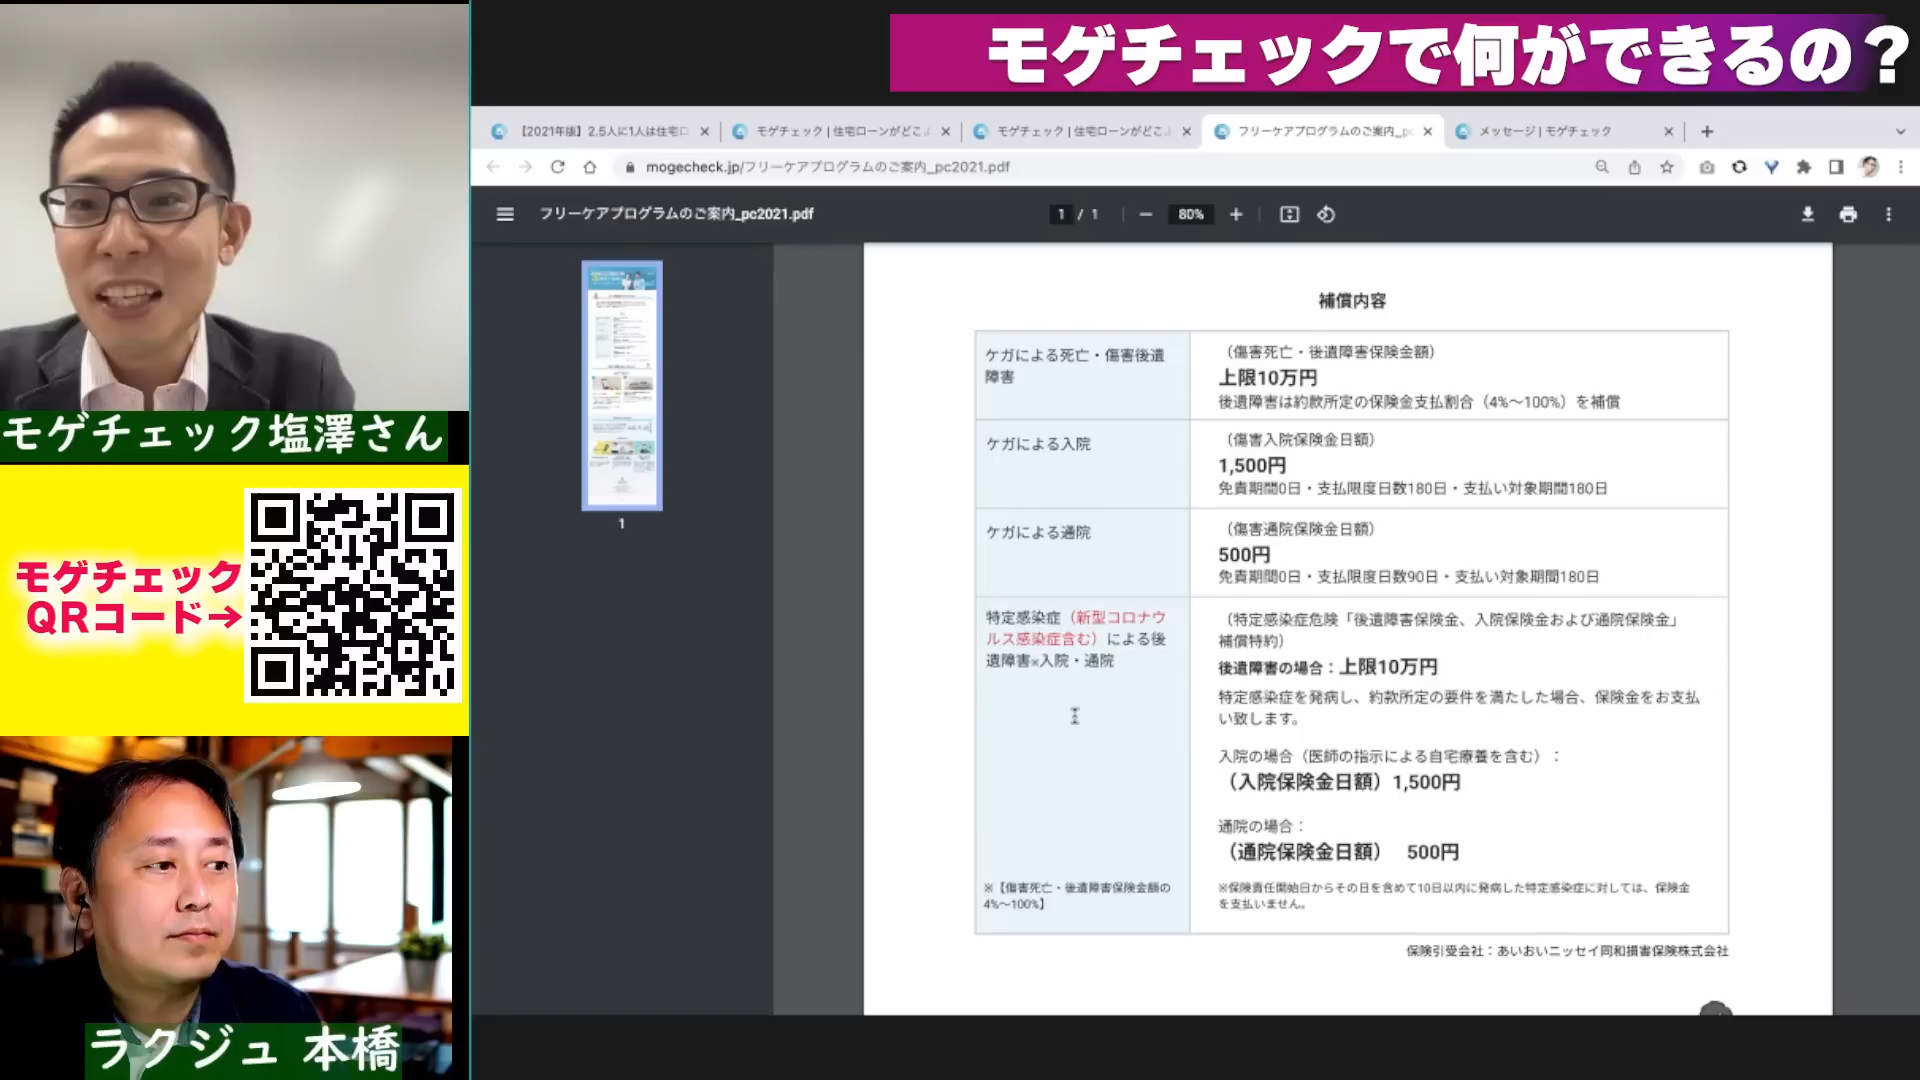 モゲチェックで何ができるの？
【2021年版】2.5人に1人は住宅ロ
モゲチェック | 住宅ローンがどこ
モゲチェック | 住宅ローンがどこ
フリーケアプログラムのご案内_pc
メッセージ | モゲチェック
mogecheck.jp/フリーケアプログラムのご案内_pc2021.pdf
フリーケアプログラムのご案内_pc2021.pdf
1 / 1
80%
1
補償内容
ケガによる死亡・傷害後遺
障害
（傷害死亡・後遺障害保険金額）
上限10万円
後遺障害は約款所定の保険金支払割合（4%～100%）を補償
ケガによる入院
（傷害入院保険金日額）
1,500円
免責期間0日・支払限度日数180日・支払い対象期間180日
ケガによる通院
（傷害通院保険金日額）
500円
免責期間0日・支払限度日数90日・支払い対象期間180日
特定感染症（新型コロナウ
ルス感染症含む）による後
遺障害※入院・通院
（特定感染症危険「後遺障害保険金、入院保険金および通院保険金」
補償特約）
後遺障害の場合：上限10万円
特定感染症を発病し、約款所定の要件を満たした場合、保険金をお支払
い致します。
入院の場合（医師の指示による自宅療養を含む）：
（入院保険金日額）1,500円
通院の場合：
（通院保険金日額） 500円
※【傷害死亡・後遺障害保険金額の
4%～100%】
※保険責任開始日からその日を含めて10日以内に発病した特定感染症に対しては、保険金
を支払いません。
保険引受会社：あいおいニッセイ同和損害保険株式会社
モゲチェック塩澤さん
モゲチェック
QRコード→
ラクジュ 本橋